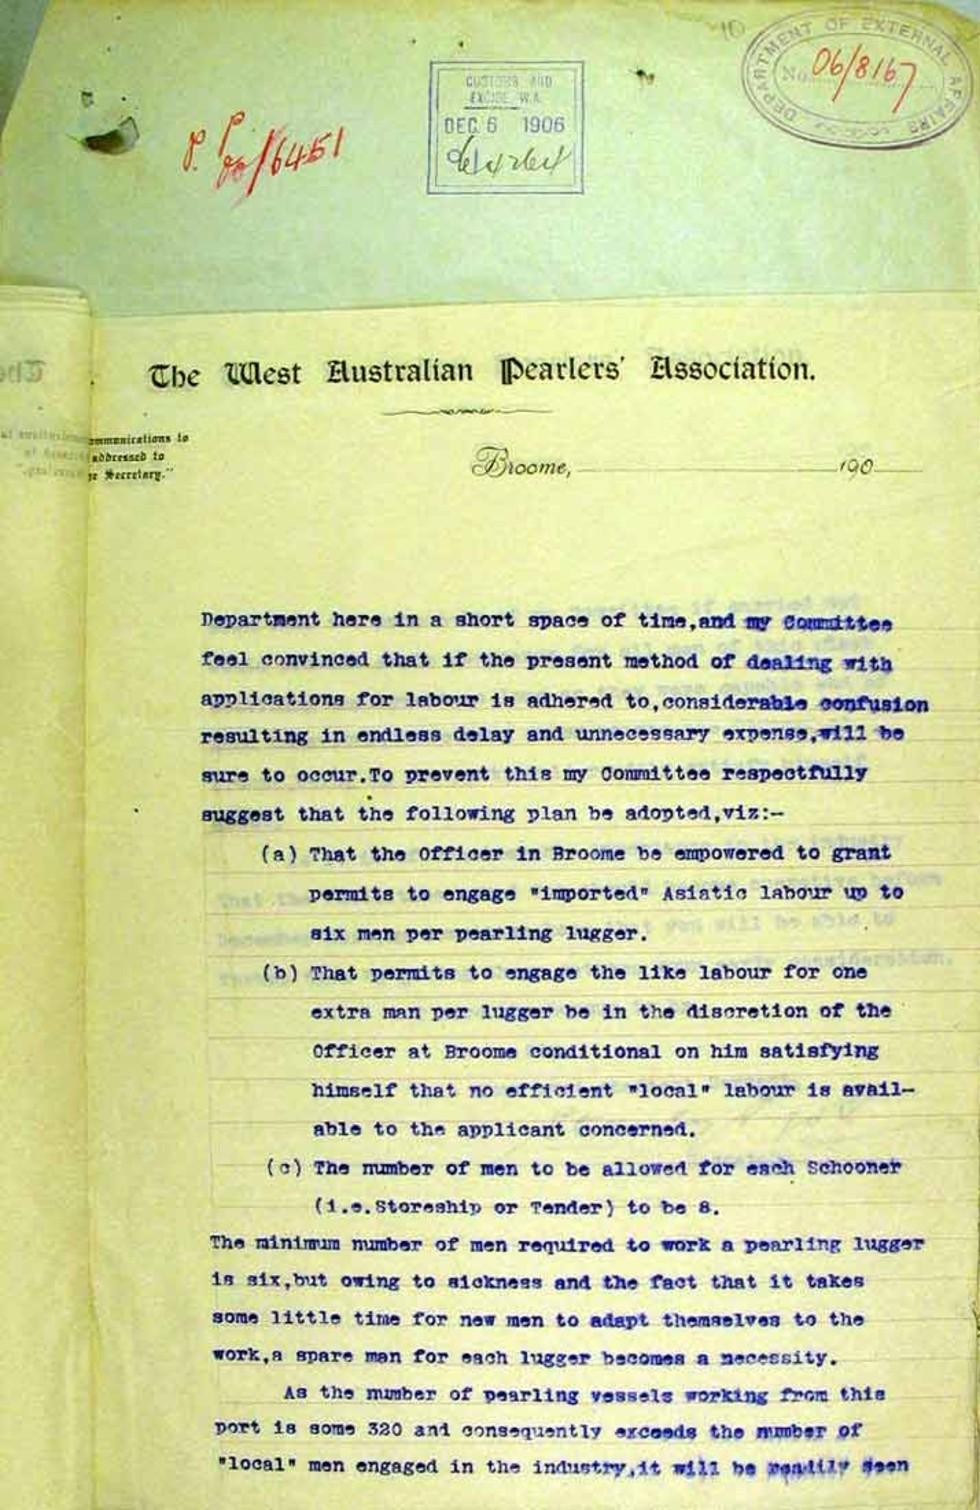 DEPARTMENT OF EXTERNAL AFFAIRS
No. 06/8167
CUSTOMS AND
EXCISE W.A.
DEC 6 1906
The West Australian Pearlers' Association.
ommunications to
addressed to
e Secretary."
Broome, 190
Department here in a short space of time,and my Committee
feel convinced that if the present method of dealing with
applications for labour is adhered to,considerable confusion
resulting in endless delay and unnecessary expense,will be
sure to occur.To prevent this my Committee respectfully
suggest that the following plan be adopted,viz:-
(a) That the Officer in Broome be empowered to grant
permits to engage "imported" Asiatic labour up to
six men per pearling lugger.
(b) That permits to engage the like labour for one
extra man per lugger be in the discretion of the
Officer at Broome conditional on him satisfying
himself that no efficient "local" labour is avail-
able to the applicant concerned.
(c) The number of men to be allowed for each Schooner
(i.e.Storeship or Tender) to be 8.
The minimum number of men required to work a pearling lugger
is six,but owing to sickness and the fact that it takes
some little time for new men to adapt themselves to the
work,a spare man for each lugger becomes a necessity.
As the number of pearling vessels working from this
port is some 320 and consequently exceeds the number of
"local" men engaged in the industry,it will be readily seen